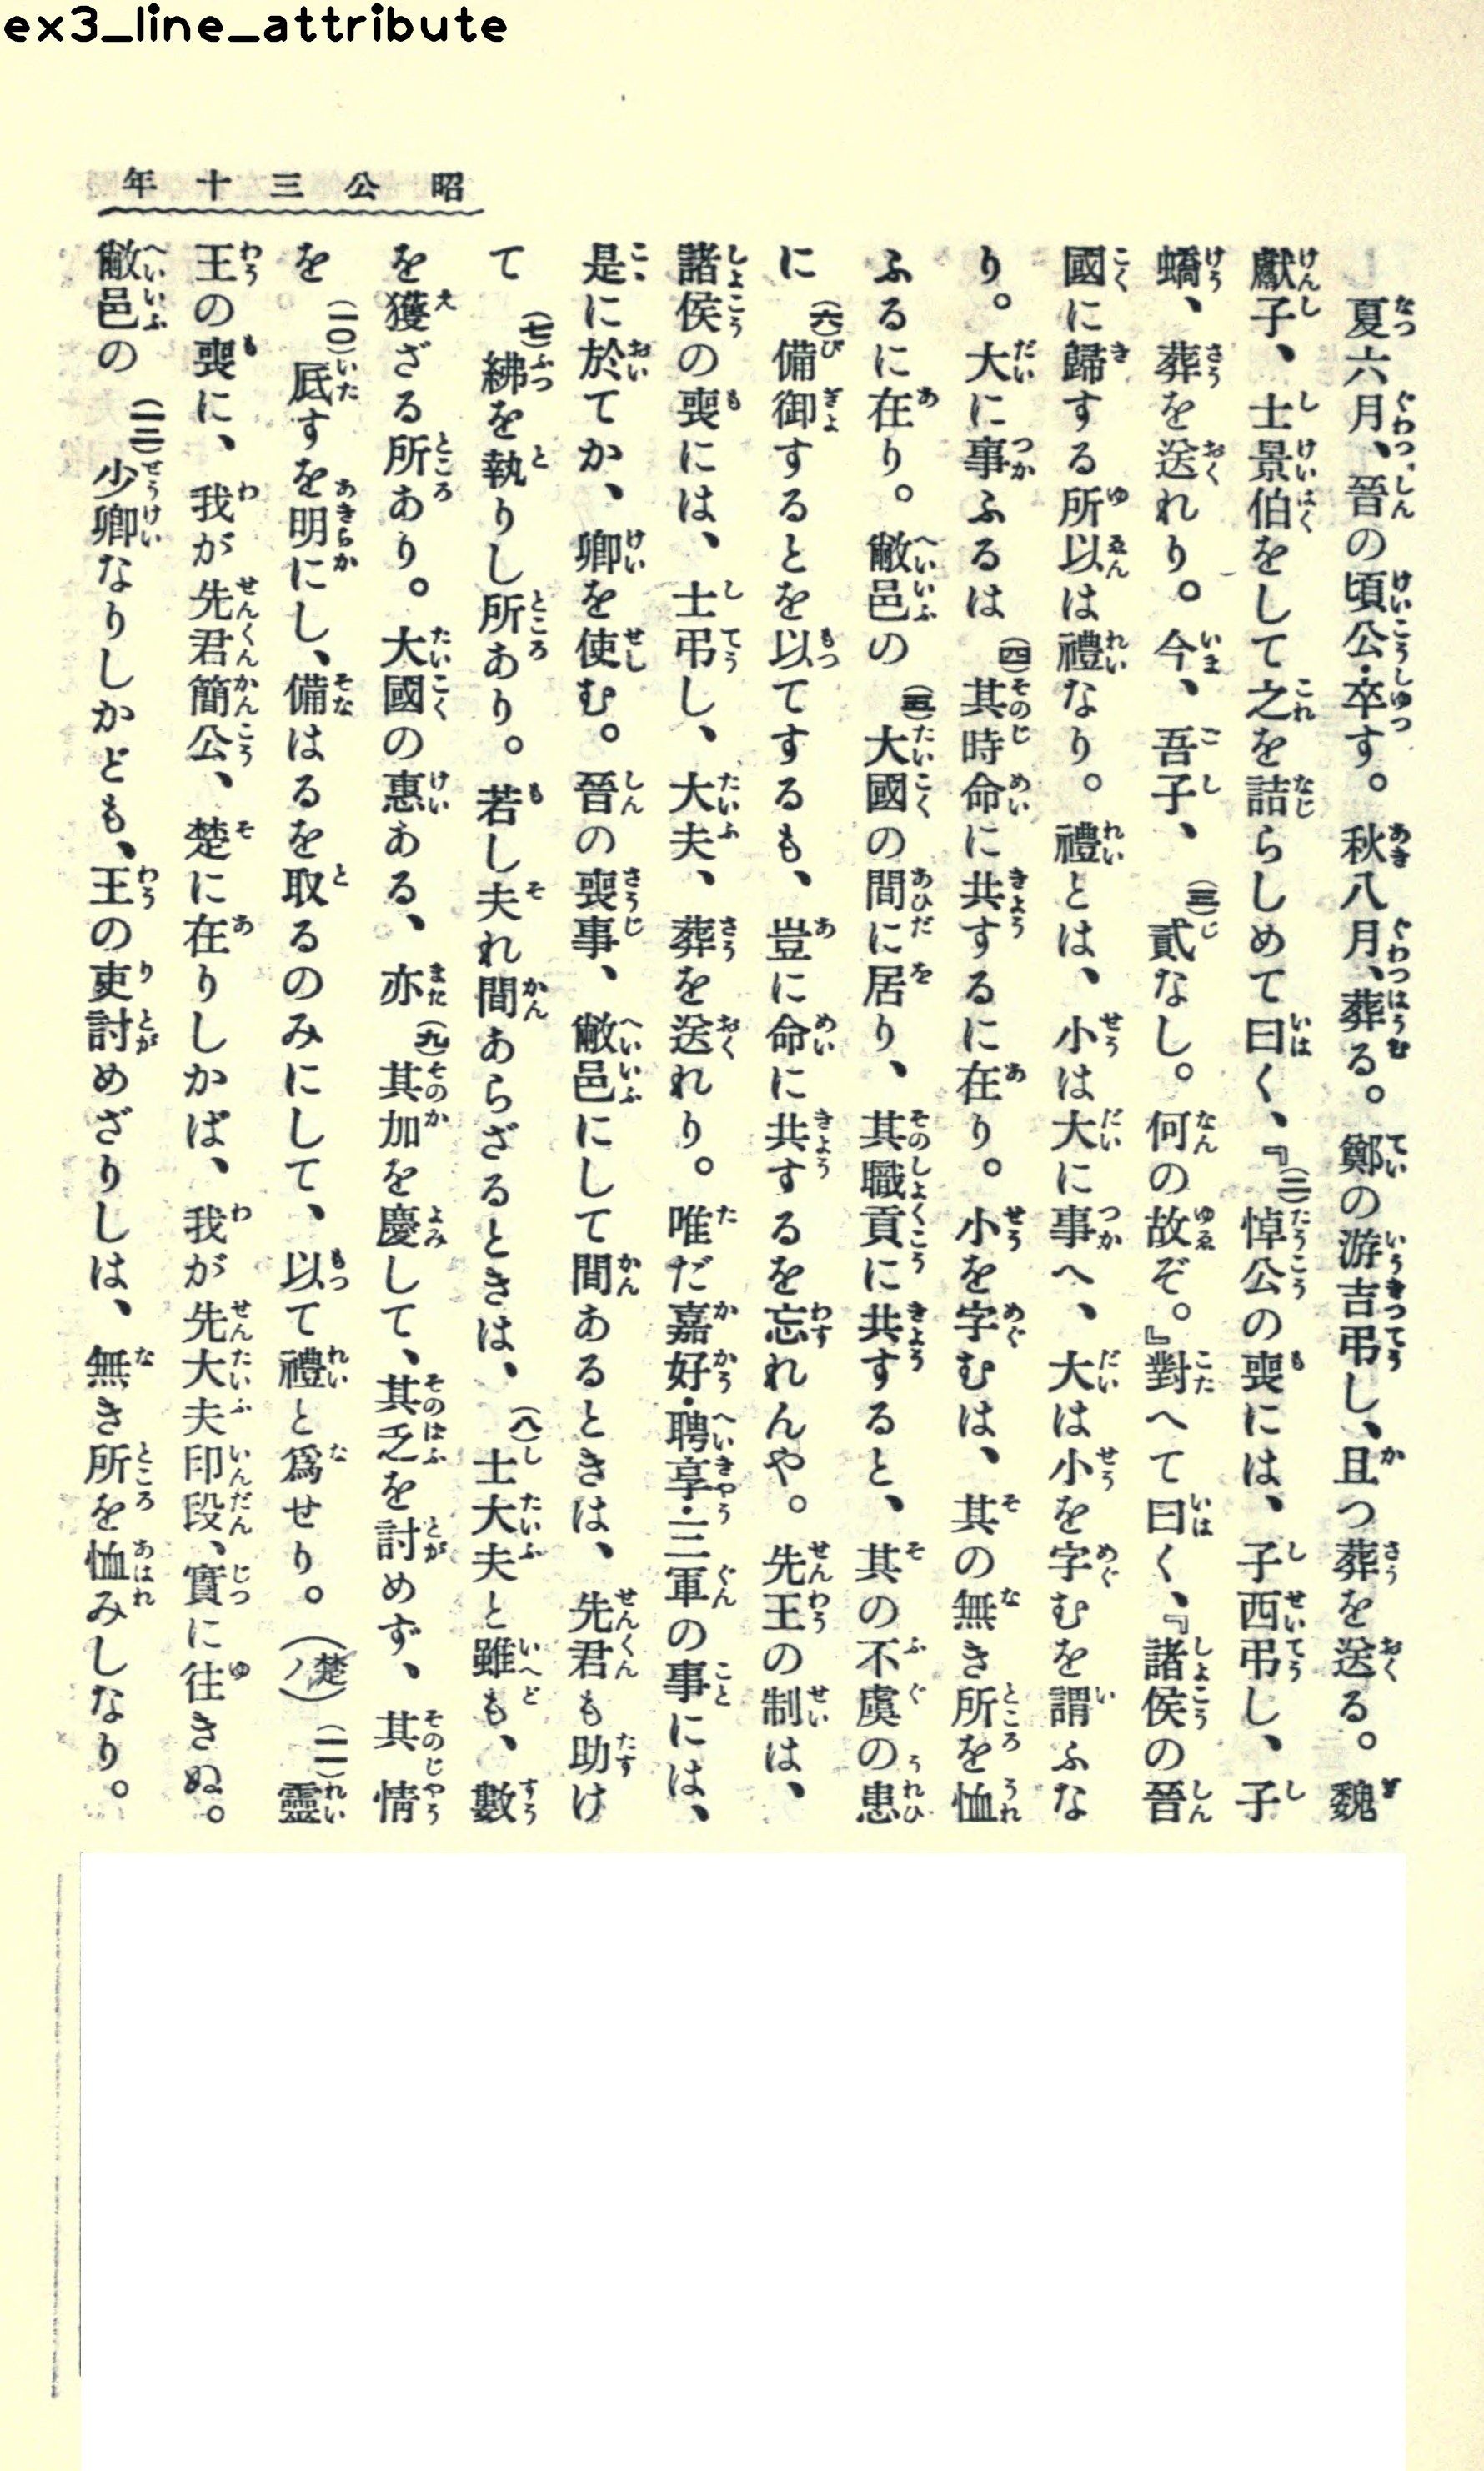 ex3_line_attribute
昭公三十年
夏六月、晉の頃公・卒す。秋八月、葬る。鄭の游吉弔し、且つ葬を送る。魏
獻子、士景伯をして之を詰らしめて曰く、『(二)悼公の喪には、子西弔し、子
蟜、葬を送れり。今、吾子、(三)貳なし。何の故ぞ。』對へて曰く、『諸侯の晉
國に歸する所以は禮なり。禮とは、小は大に事へ、大は小を字むを謂ふな
り。大に事ふるは(四)其時命に共するに在り。小を字むは、其の無き所を恤
ふるに在り。敝邑の(五)大國の間に居り、其職貢に共すると、其の不虞の患
に(六)備御するとを以てするも、豈に命に共するを忘れんや。先王の制は、
諸侯の喪には、士弔し、大夫、葬を送れり。唯だ嘉好・聘享・三軍の事には、
是に於てか、卿を使む。晉の喪事、敝邑にして間あるときは、先君も助け
て(七)紼を執りし所あり。若し夫れ間あらざるときは、(八)士大夫と雖も、數
を獲ざる所あり。大國の惠ある、亦(九)其加を慶して、其乏を討めず、其情
を(一〇)厎すを明にし、備はるを取るのみにして、以て禮と爲せり。(楚ノ)(一一)靈
王の喪に、我が先君簡公、楚に在りしかば、我が先大夫印段、實に往きぬ。
敝邑の(一二)少卿なりしかども、王の吏討めざりしは、無き所を恤みしなり。